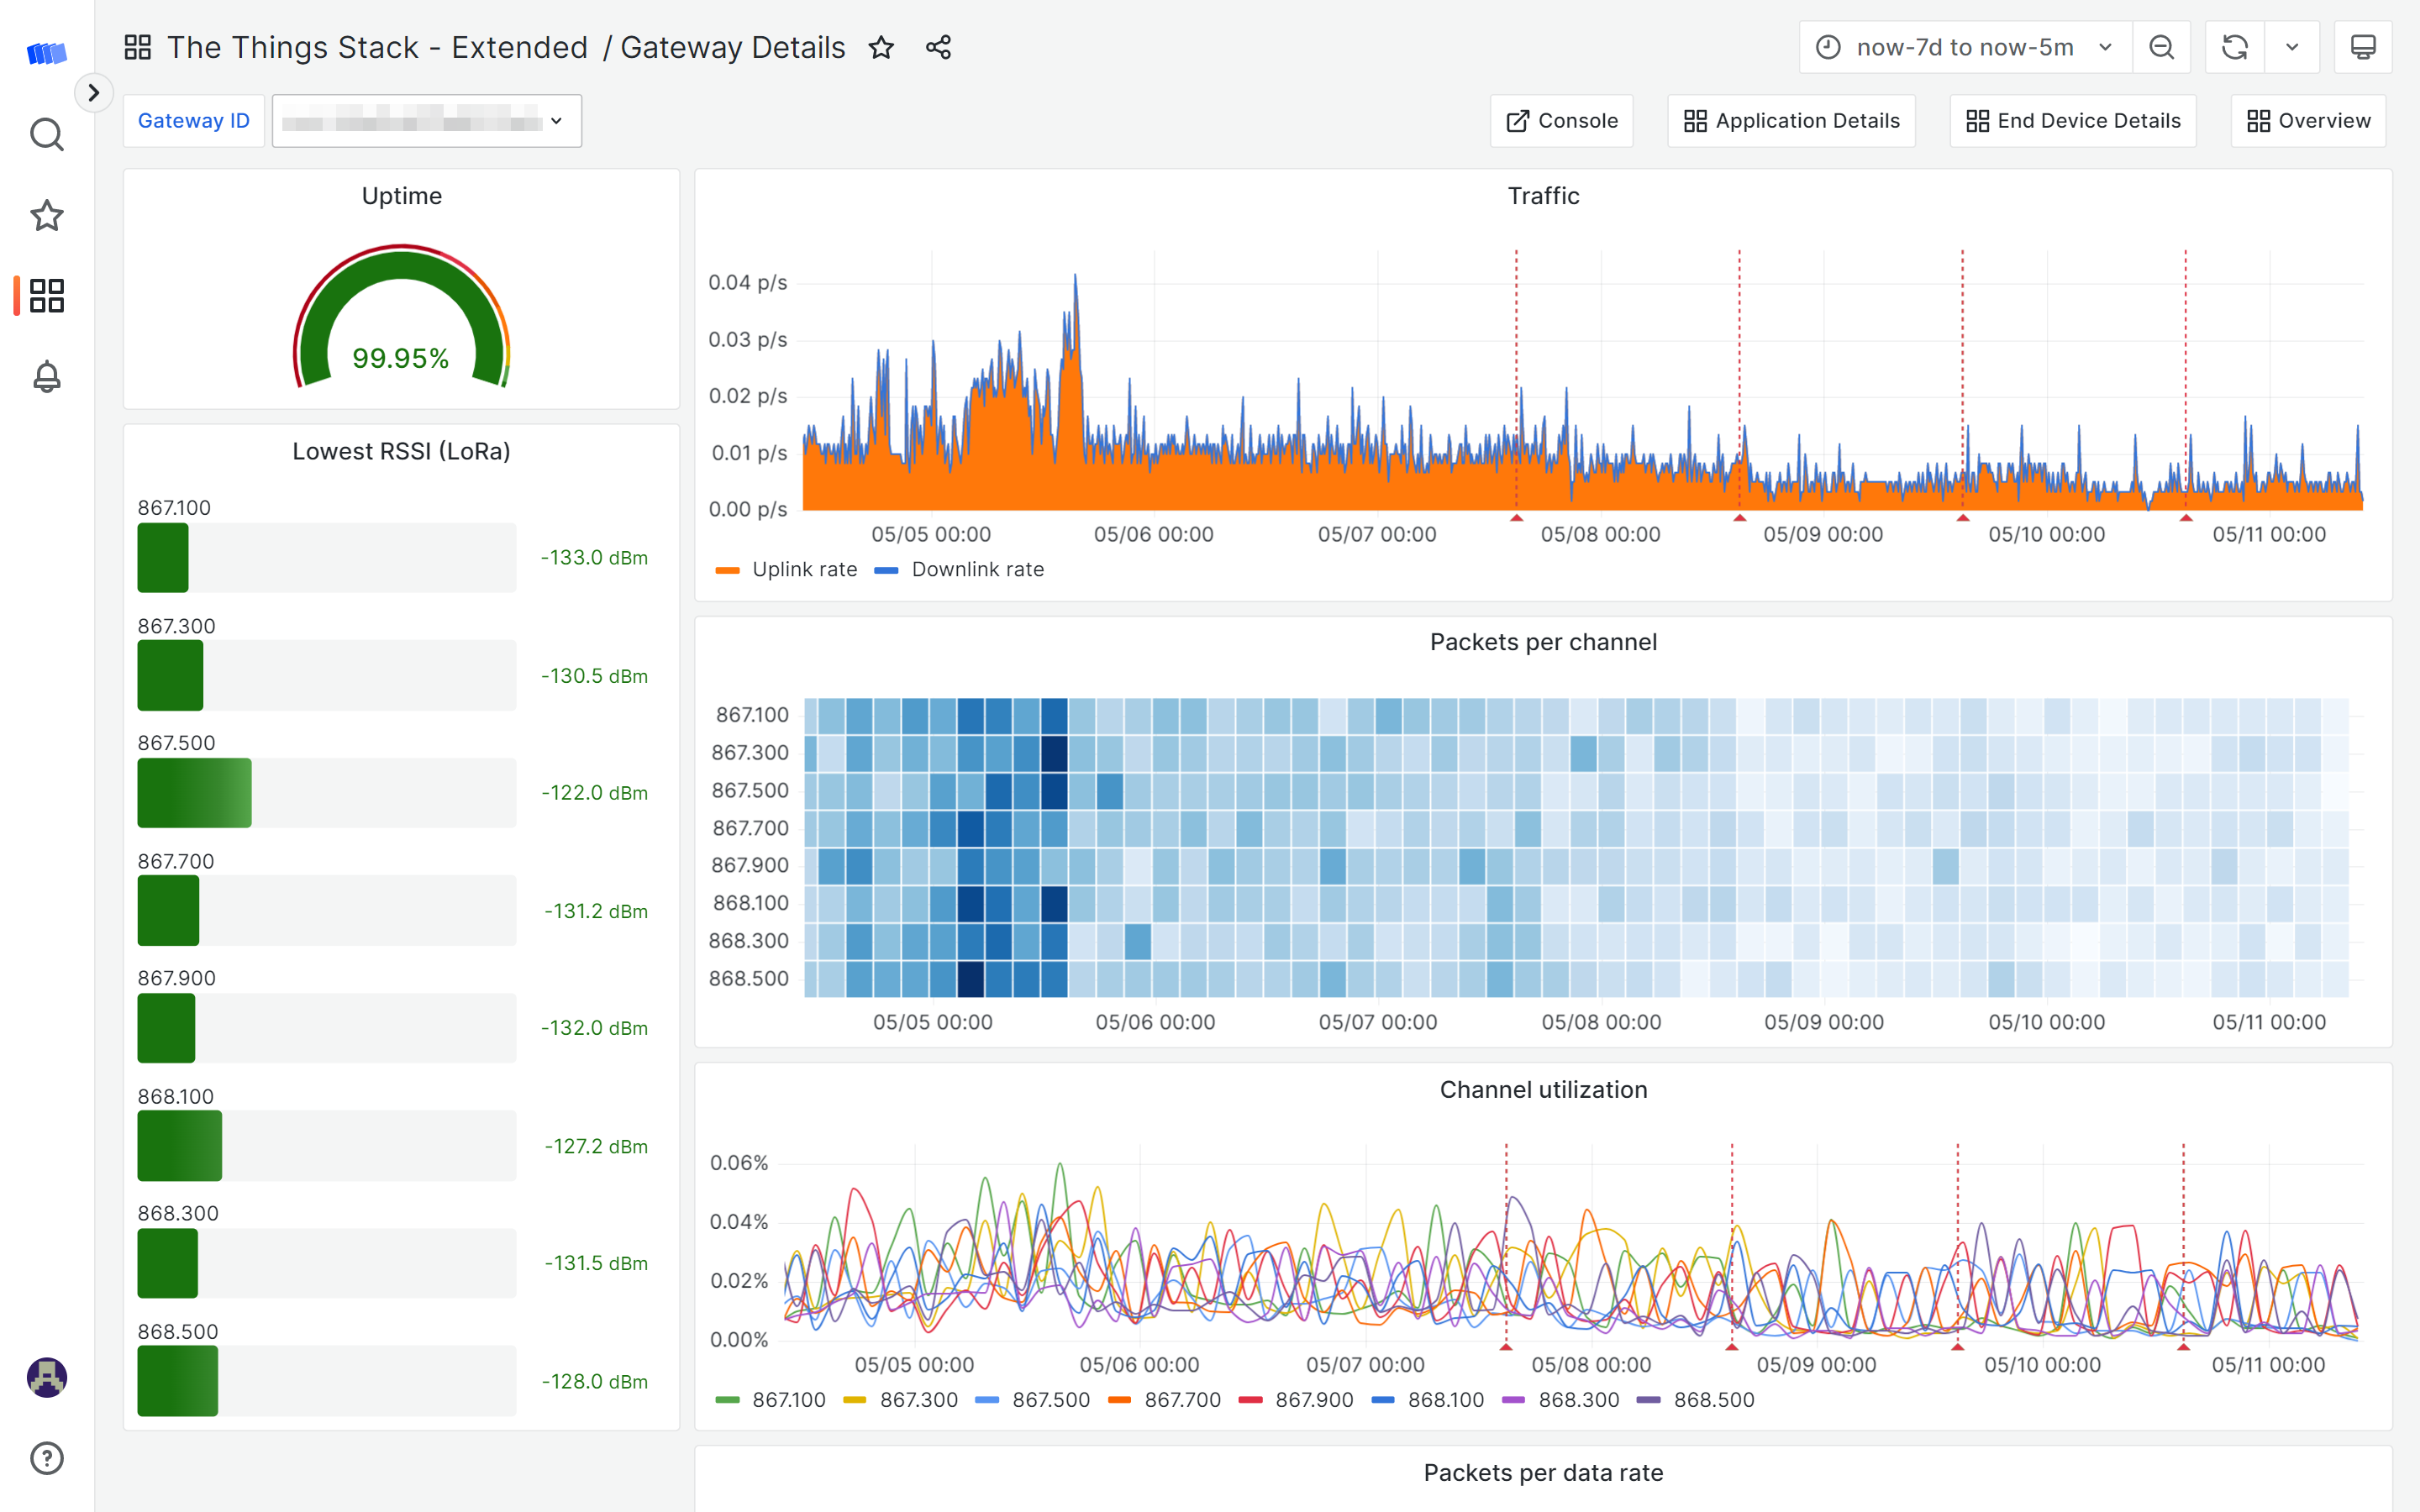 The Things Stack - Extended / Gateway Details
now-7d to now-5m
Gateway ID
Console
Application Details
End Device Details
Overview
Uptime
99.95%
Lowest RSSI (LoRa)
867.100
-133.0 dBm
867.300
-130.5 dBm
867.500
-122.0 dBm
867.700
-131.2 dBm
867.900
-132.0 dBm
868.100
-127.2 dBm
868.300
-131.5 dBm
868.500
-128.0 dBm
Traffic
0.04 p/s
0.03 p/s
0.02 p/s
0.01 p/s
0.00 p/s
05/05 00:00 05/06 00:00 05/07 00:00 05/08 00:00 05/09 00:00 05/10 00:00 05/11 00:00
Uplink rate Downlink rate
Packets per channel
867.100
867.300
867.500
867.700
867.900
868.100
868.300
868.500
05/05 00:00 05/06 00:00 05/07 00:00 05/08 00:00 05/09 00:00 05/10 00:00 05/11 00:00
Channel utilization
0.06%
0.04%
0.02%
0.00%
05/05 00:00 05/06 00:00 05/07 00:00 05/08 00:00 05/09 00:00 05/10 00:00 05/11 00:00
867.100 867.300 867.500 867.700 867.900 868.100 868.300 868.500
Packets per data rate